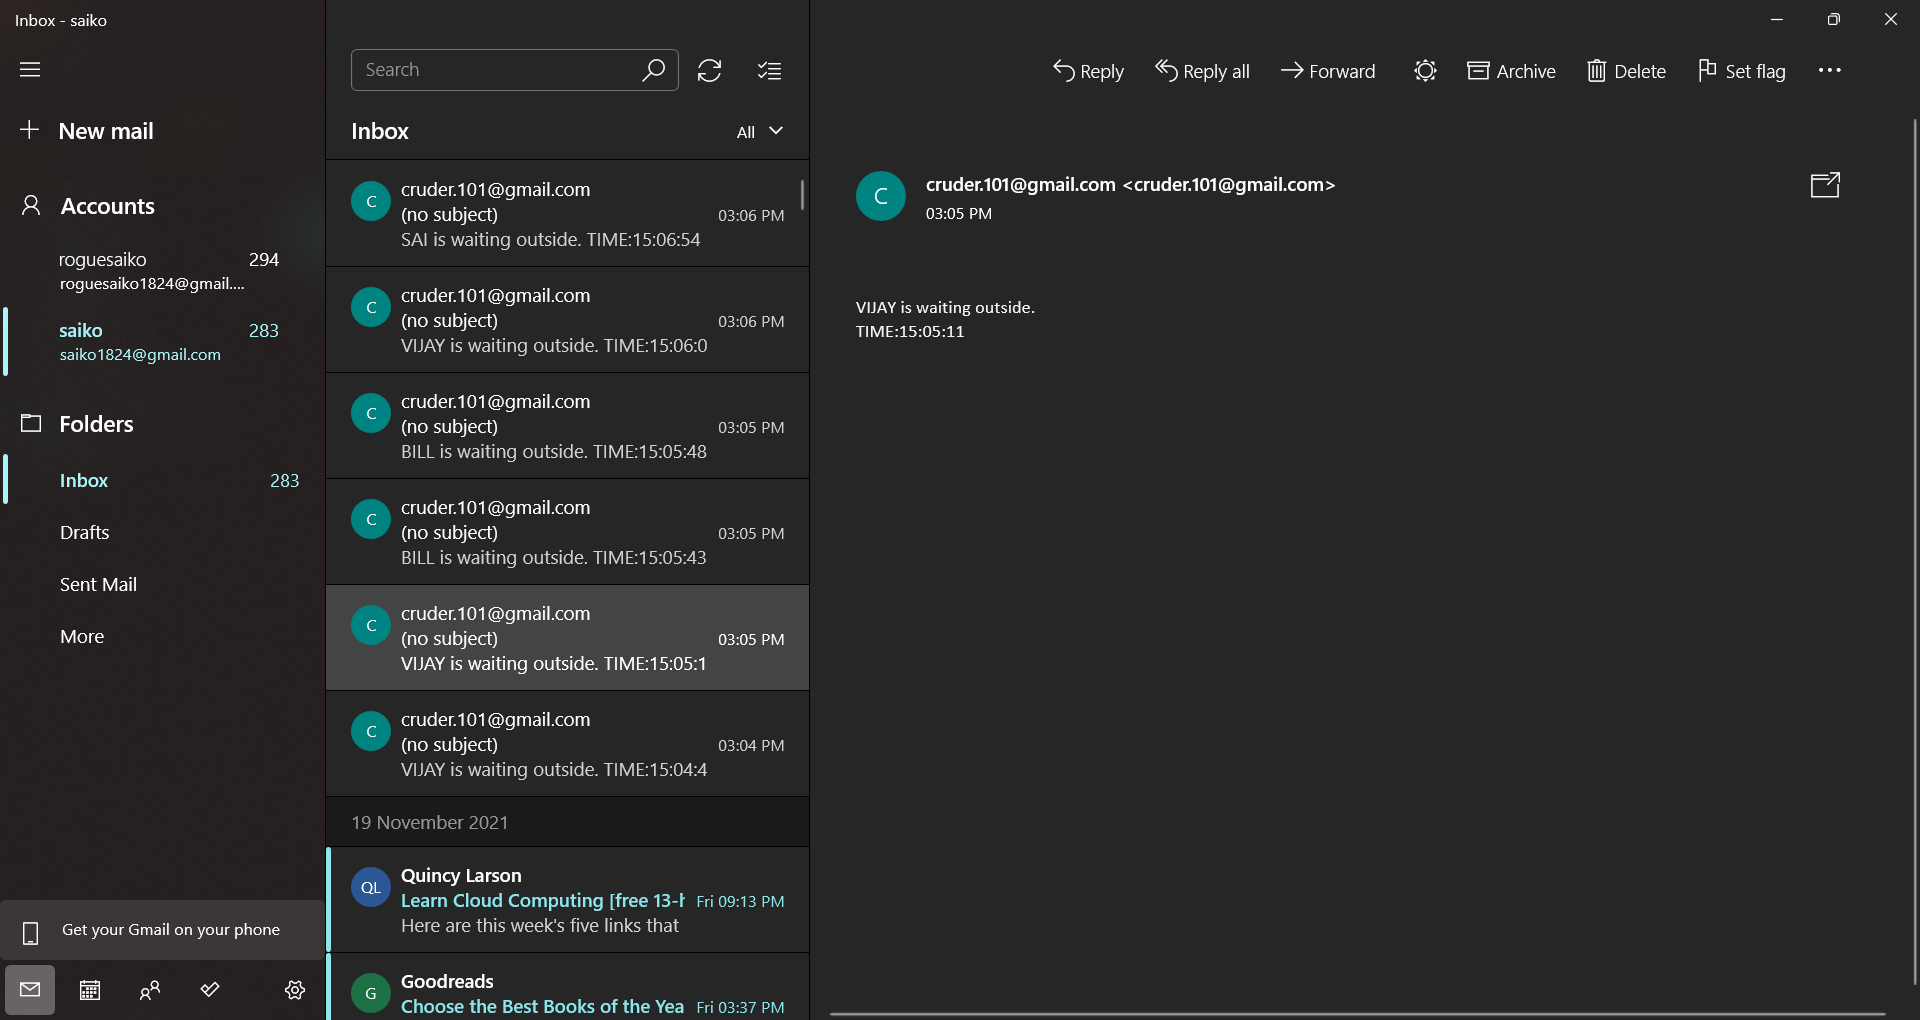 Inbox - saiko
New mail
Accounts
roguesaiko 294
roguesaiko1824@gmail....
saiko 283
saiko1824@gmail.com
Folders
Inbox 283
Drafts
Sent Mail
More
Get your Gmail on your phone
Search
Inbox All
C
cruder.101@gmail.com
(no subject) 03:06 PM
SAI is waiting outside. TIME:15:06:54
C
cruder.101@gmail.com
(no subject) 03:06 PM
VIJAY is waiting outside. TIME:15:06:0
C
cruder.101@gmail.com
(no subject) 03:05 PM
BILL is waiting outside. TIME:15:05:48
C
cruder.101@gmail.com
(no subject) 03:05 PM
BILL is waiting outside. TIME:15:05:43
C
cruder.101@gmail.com
(no subject) 03:05 PM
VIJAY is waiting outside. TIME:15:05:1
C
cruder.101@gmail.com
(no subject) 03:04 PM
VIJAY is waiting outside. TIME:15:04:4
19 November 2021
QL
Quincy Larson
Learn Cloud Computing [free 13-h Fri 09:13 PM
Here are this week's five links that
G
Goodreads
Choose the Best Books of the Yea Fri 03:37 PM
Reply Reply all Forward Archive Delete Set flag
C
cruder.101@gmail.com <cruder.101@gmail.com>
03:05 PM
VIJAY is waiting outside.
TIME:15:05:11